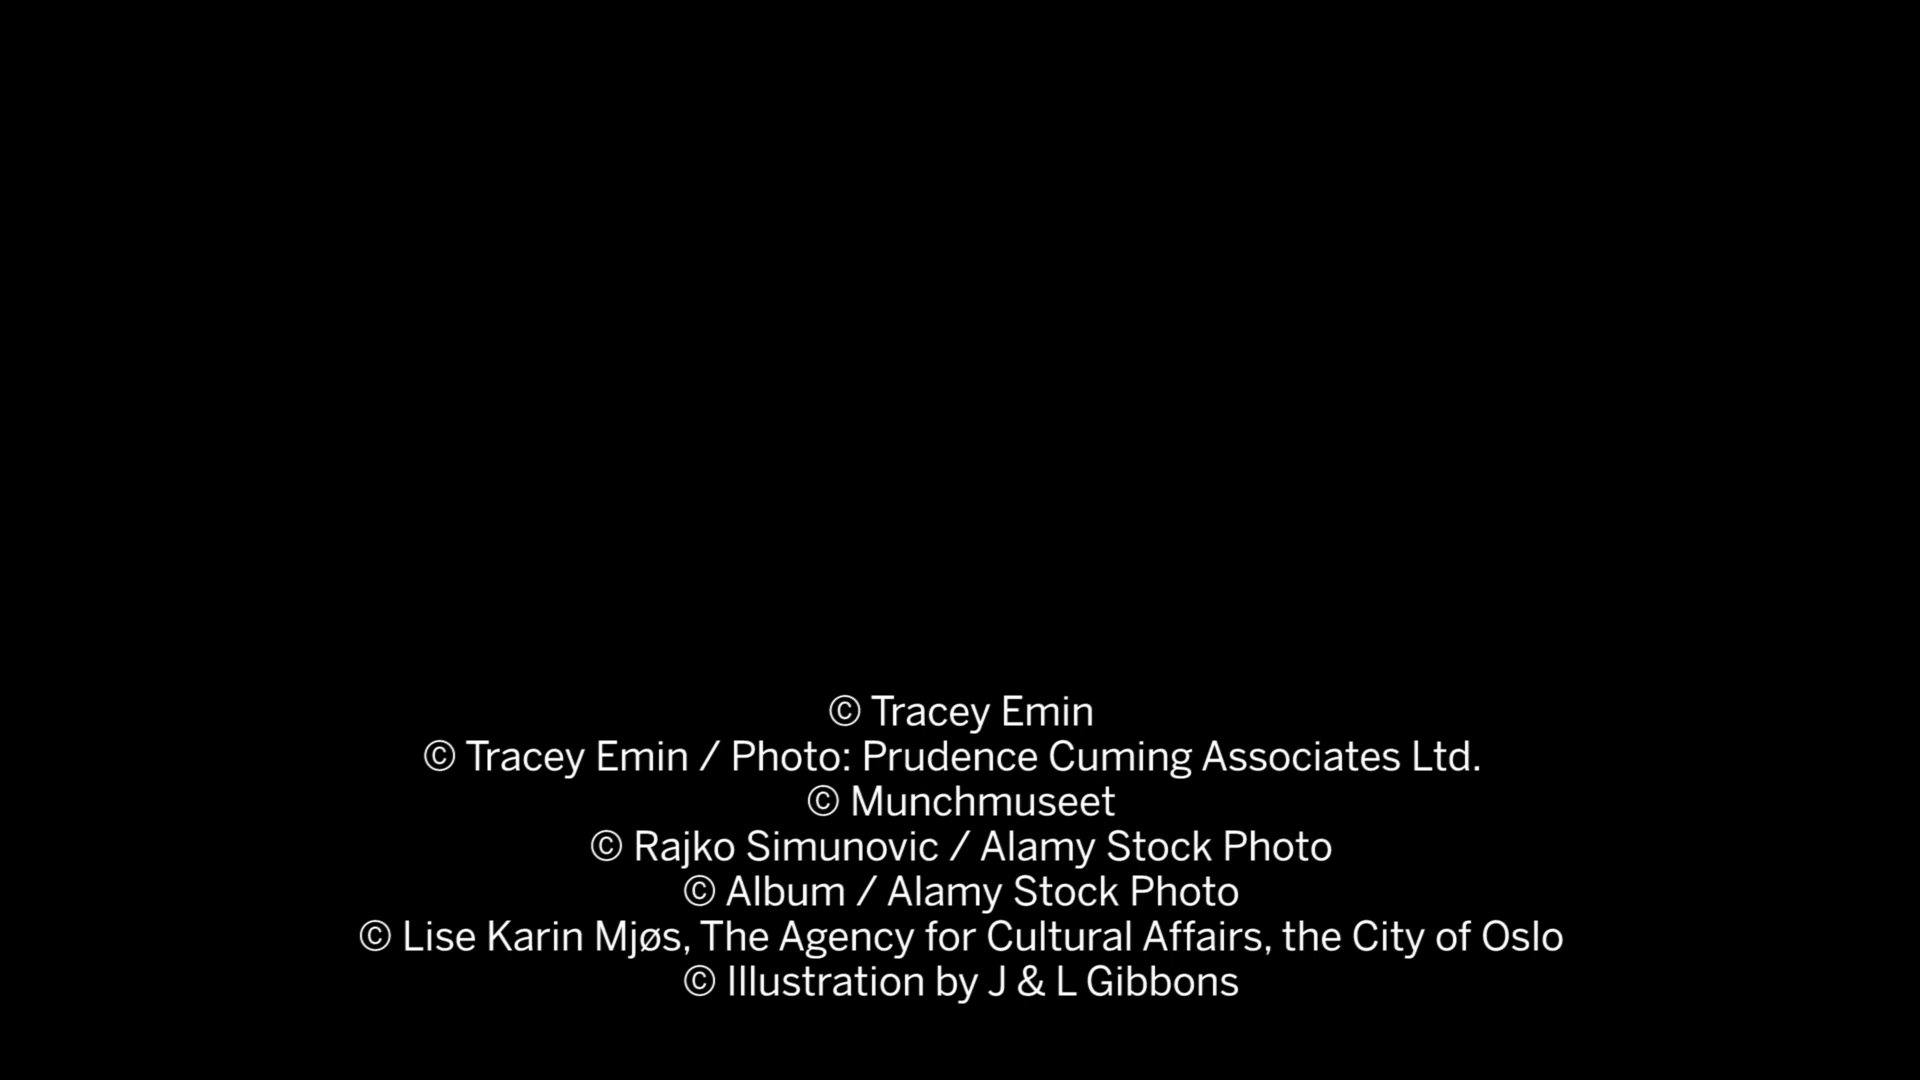 © Tracey Emin
© Tracey Emin / Photo: Prudence Cuming Associates Ltd.
© Munchmuseet
© Rajko Simunovic / Alamy Stock Photo
© Album / Alamy Stock Photo
© Lise Karin Mjøs, The Agency for Cultural Affairs, the City of Oslo
© Illustration by J & L Gibbons